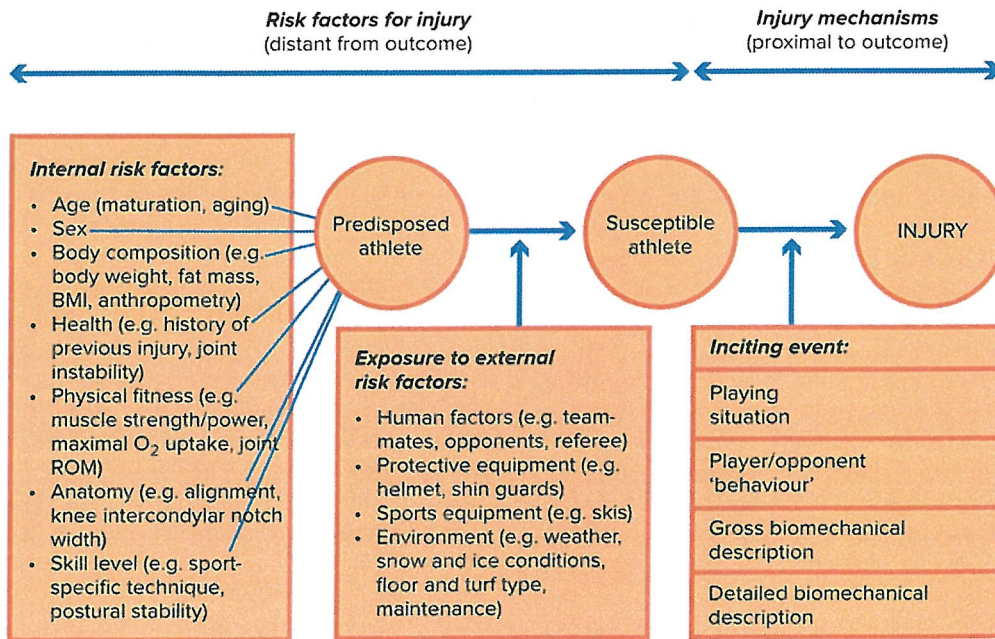 Risk factors for injury
(distant from outcome)
Injury mechanisms
(proximal to outcome)
Internal risk factors:
• Age (maturation, aging)
• Sex
• Body composition (e.g.
body weight, fat mass,
BMI, anthropometry)
• Health (e.g. history of
previous injury, joint
instability)
• Physical fitness (e.g.
muscle strength/power,
maximal O₂ uptake, joint
ROM)
• Anatomy (e.g. alignment,
knee intercondylar notch
width)
• Skill level (e.g. sport-
specific technique,
postural stability)
Predisposed
athlete
Susceptible
athlete
INJURY
Exposure to external
risk factors:
• Human factors (e.g. team-
mates, opponents, referee)
• Protective equipment (e.g.
helmet, shin guards)
• Sports equipment (e.g. skis)
• Environment (e.g. weather,
snow and ice conditions,
floor and turf type,
maintenance)
Inciting event:
Playing
situation
Player/opponent
‘behaviour’
Gross biomechanical
description
Detailed biomechanical
description